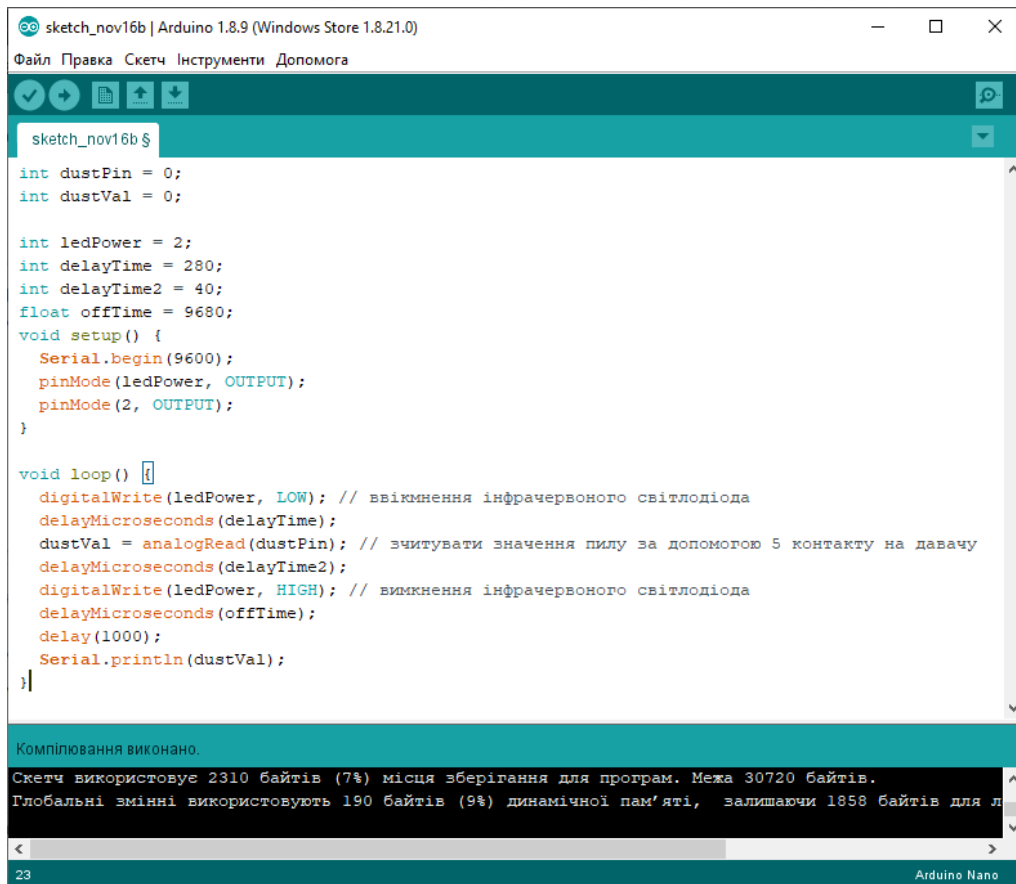 sketch_nov16b | Arduino 1.8.9 (Windows Store 1.8.21.0)
Файл Правка Скетч Інструменти Допомога
sketch_nov16b §
int dustPin = 0;
int dustVal = 0;
int ledPower = 2;
int delayTime = 280;
int delayTime2 = 40;
float offTime = 9680;
void setup() {
  Serial.begin(9600);
  pinMode(ledPower, OUTPUT);
  pinMode(2, OUTPUT);
}
void loop() {
  digitalWrite(ledPower, LOW); // ввікмнення інфрачервоного світлодіода
  delayMicroseconds(delayTime);
  dustVal = analogRead(dustPin); // зчитувати значення пилу за допомогою 5 контакту на давачу
  delayMicroseconds(delayTime2);
  digitalWrite(ledPower, HIGH); // вимкнення інфрачервоного світлодіода
  delayMicroseconds(offTime);
  delay(1000);
  Serial.println(dustVal);
}
Компілювання виконано.
Скетч використовує 2310 байтів (7%) місця зберігання для програм. Межа 30720 байтів.
Глобальні змінні використовують 190 байтів (9%) динамічної пам’яті,  залишаючи 1858 байтів для л
23
Arduino Nano